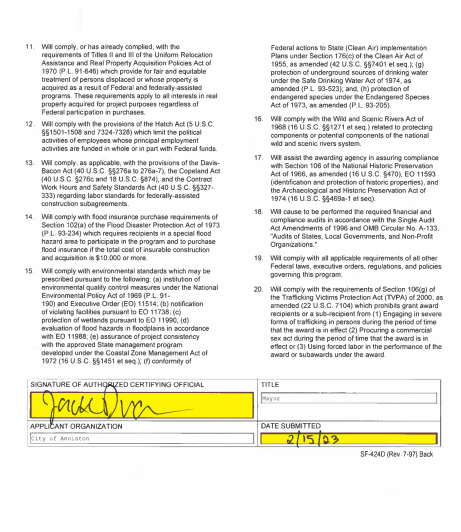 11. Will comply, or has already complied, with the
requirements of Titles II and III of the Uniform Relocation
Assistance and Real Property Acquisition Policies Act of
1970 (P.L. 91-646) which provide for fair and equitable
treatment of persons displaced or whose property is
acquired as a result of Federal and federally-assisted
programs. These requirements apply to all interests in real
property acquired for project purposes regardless of
Federal participation in purchases.
12. Will comply with the provisions of the Hatch Act (5 U.S.C.
§§1501-1508 and 7324-7328) which limit the political
activities of employees whose principal employment
activities are funded in whole or in part with Federal funds.
13. Will comply, as applicable, with the provisions of the Davis-
Bacon Act (40 U.S.C. §§276a to 276a-7), the Copeland Act
(40 U.S.C. §276c and 18 U.S.C. §874), and the Contract
Work Hours and Safety Standards Act (40 U.S.C. §§327-
333) regarding labor standards for federally-assisted
construction subagreements.
14. Will comply with flood insurance purchase requirements of
Section 102(a) of the Flood Disaster Protection Act of 1973
(P.L. 93-234) which requires recipients in a special flood
hazard area to participate in the program and to purchase
flood insurance if the total cost of insurable construction
and acquisition is $10,000 or more.
15. Will comply with environmental standards which may be
prescribed pursuant to the following: (a) institution of
environmental quality control measures under the National
Environmental Policy Act of 1969 (P.L. 91-
190) and Executive Order (EO) 11514; (b) notification
of violating facilities pursuant to EO 11738; (c)
protection of wetlands pursuant to EO 11990; (d)
evaluation of flood hazards in floodplains in accordance
with EO 11988; (e) assurance of project consistency
with the approved State management program
developed under the Coastal Zone Management Act of
1972 (16 U.S.C. §§1451 et seq.); (f) conformity of
Federal actions to State (Clean Air) implementation
Plans under Section 176(c) of the Clean Air Act of
1955, as amended (42 U.S.C. §§7401 et seq.); (g)
protection of underground sources of drinking water
under the Safe Drinking Water Act of 1974, as
amended (P.L. 93-523); and, (h) protection of
endangered species under the Endangered Species
Act of 1973, as amended (P.L. 93-205).
16. Will comply with the Wild and Scenic Rivers Act of
1968 (16 U.S.C. §§1271 et seq.) related to protecting
components or potential components of the national
wild and scenic rivers system.
17. Will assist the awarding agency in assuring compliance
with Section 106 of the National Historic Preservation
Act of 1966, as amended (16 U.S.C. §470), EO 11593
(identification and protection of historic properties), and
the Archaeological and Historic Preservation Act of
1974 (16 U.S.C. §§469a-1 et seq).
18. Will cause to be performed the required financial and
compliance audits in accordance with the Single Audit
Act Amendments of 1996 and OMB Circular No. A-133,
"Audits of States, Local Governments, and Non-Profit
Organizations."
19. Will comply with all applicable requirements of all other
Federal laws, executive orders, regulations, and policies
governing this program.
20. Will comply with the requirements of Section 106(g) of
the Trafficking Victims Protection Act (TVPA) of 2000, as
amended (22 U.S.C. 7104) which prohibits grant award
recipients or a sub-recipient from (1) Engaging in severe
forms of trafficking in persons during the period of time
that the award is in effect (2) Procuring a commercial
sex act during the period of time that the award is in
effect or (3) Using forced labor in the performance of the
award or subawards under the award.
SIGNATURE OF AUTHORIZED CERTIFYING OFFICIAL
TITLE
Mayor
APPLICANT ORGANIZATION
DATE SUBMITTED
City of Anniston
2/15/23
SF-424D (Rev. 7-97) Back